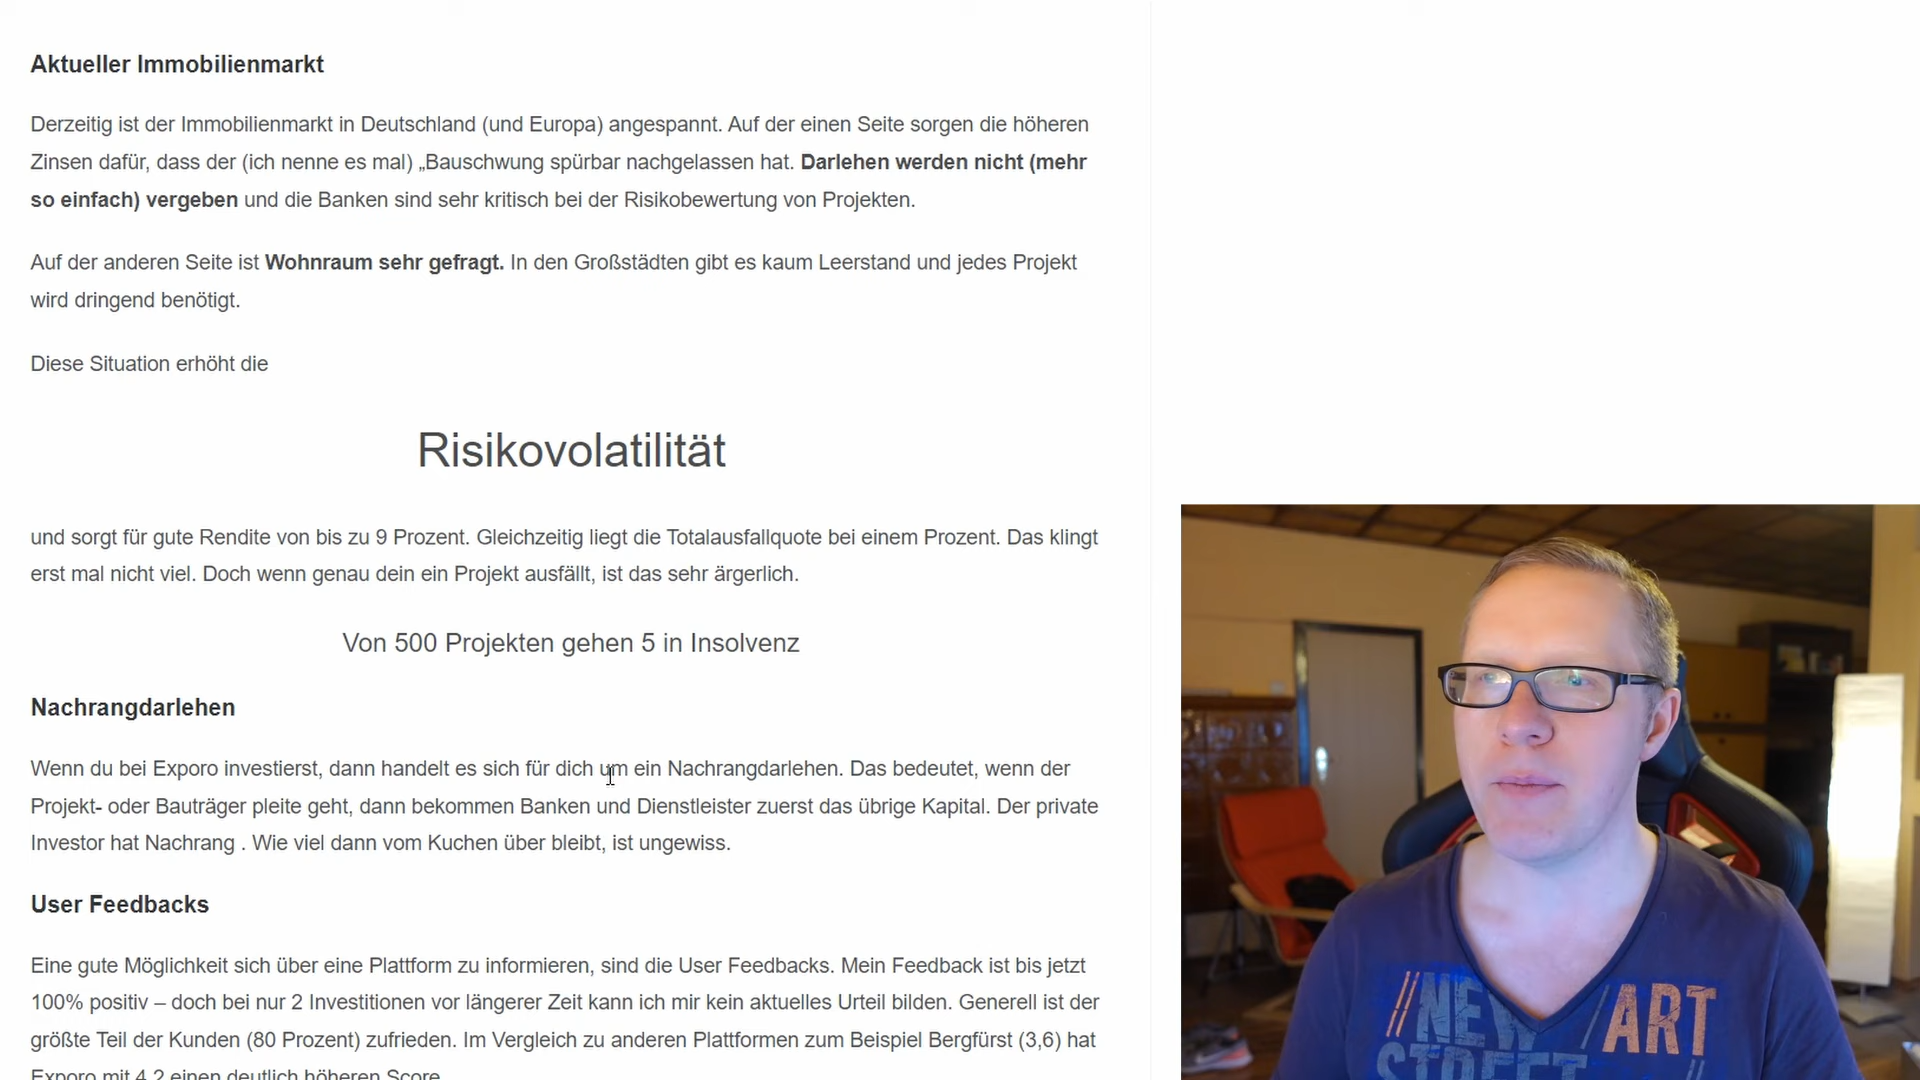 Aktueller Immobilienmarkt
Derzeitig ist der Immobilienmarkt in Deutschland (und Europa) angespannt. Auf der einen Seite sorgen die höheren
Zinsen dafür, dass der (ich nenne es mal) „Bauschwung spürbar nachgelassen hat. Darlehen werden nicht (mehr
so einfach) vergeben und die Banken sind sehr kritisch bei der Risikobewertung von Projekten.
Auf der anderen Seite ist Wohnraum sehr gefragt. In den Großstädten gibt es kaum Leerstand und jedes Projekt
wird dringend benötigt.
Diese Situation erhöht die
Risikovolatilität
und sorgt für gute Rendite von bis zu 9 Prozent. Gleichzeitig liegt die Totalausfallquote bei einem Prozent. Das klingt
erst mal nicht viel. Doch wenn genau dein ein Projekt ausfällt, ist das sehr ärgerlich.
Von 500 Projekten gehen 5 in Insolvenz
Nachrangdarlehen
Wenn du bei Exporo investierst, dann handelt es sich für dich um ein Nachrangdarlehen. Das bedeutet, wenn der
Projekt- oder Bauträger pleite geht, dann bekommen Banken und Dienstleister zuerst das übrige Kapital. Der private
Investor hat Nachrang . Wie viel dann vom Kuchen über bleibt, ist ungewiss.
User Feedbacks
Eine gute Möglichkeit sich über eine Plattform zu informieren, sind die User Feedbacks. Mein Feedback ist bis jetzt
100% positiv – doch bei nur 2 Investitionen vor längerer Zeit kann ich mir kein aktuelles Urteil bilden. Generell ist der
größte Teil der Kunden (80 Prozent) zufrieden. Im Vergleich zu anderen Plattformen zum Beispiel Bergfürst (3,6) hat
Exporo mit 4,2 einen deutlich höheren Score
//NEW/ART
STREET